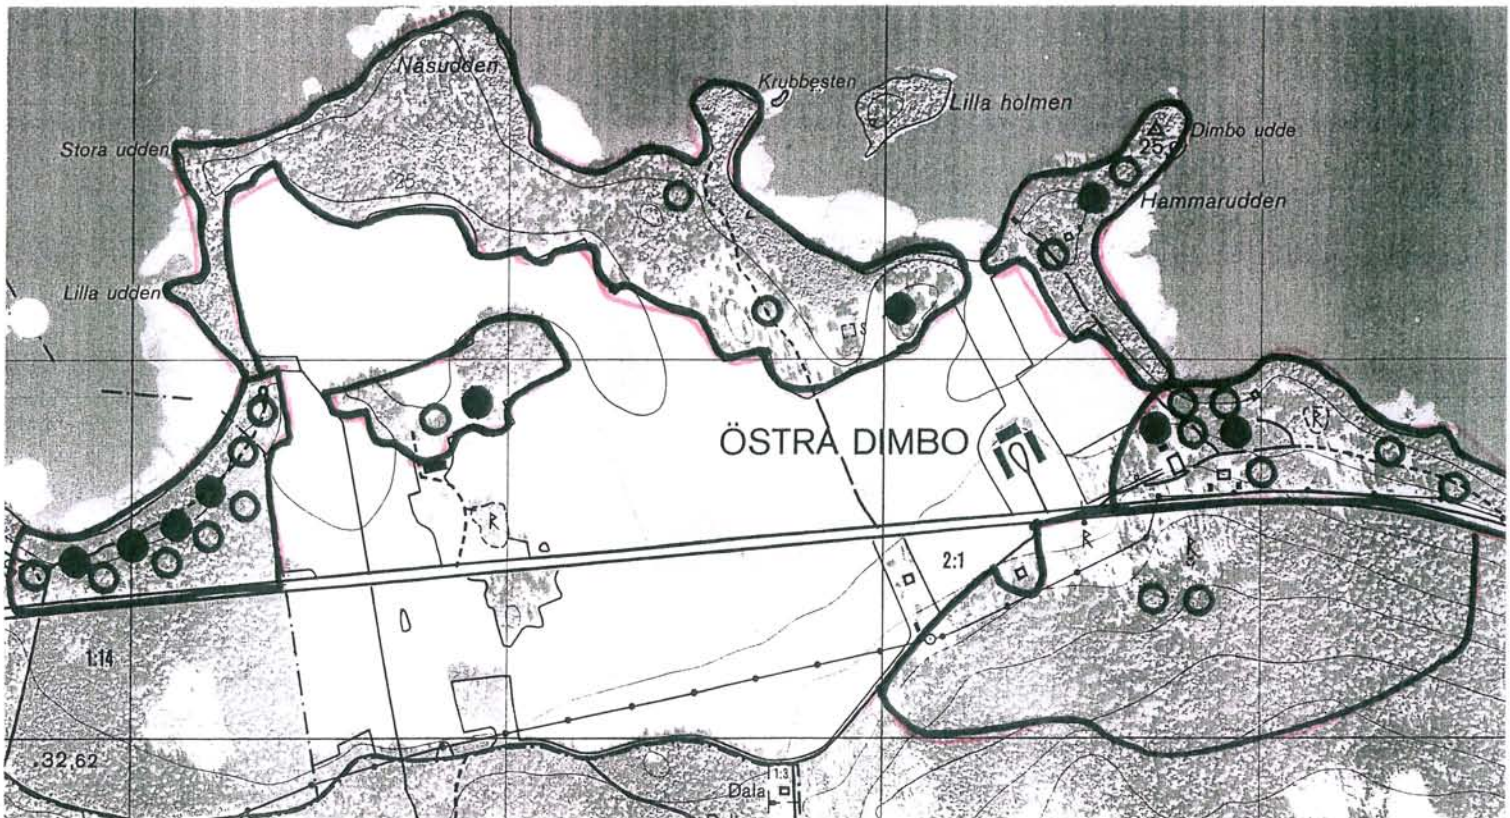 Näsudden
Krubbesten
Lilla holmen
Stora udden
Dimbo udde
25
25
Hammarudden
Lilla udden
S
ÖSTRA DIMBO
(R)
R
2:1
R
R
1:14
.32,62
1:3
Dala